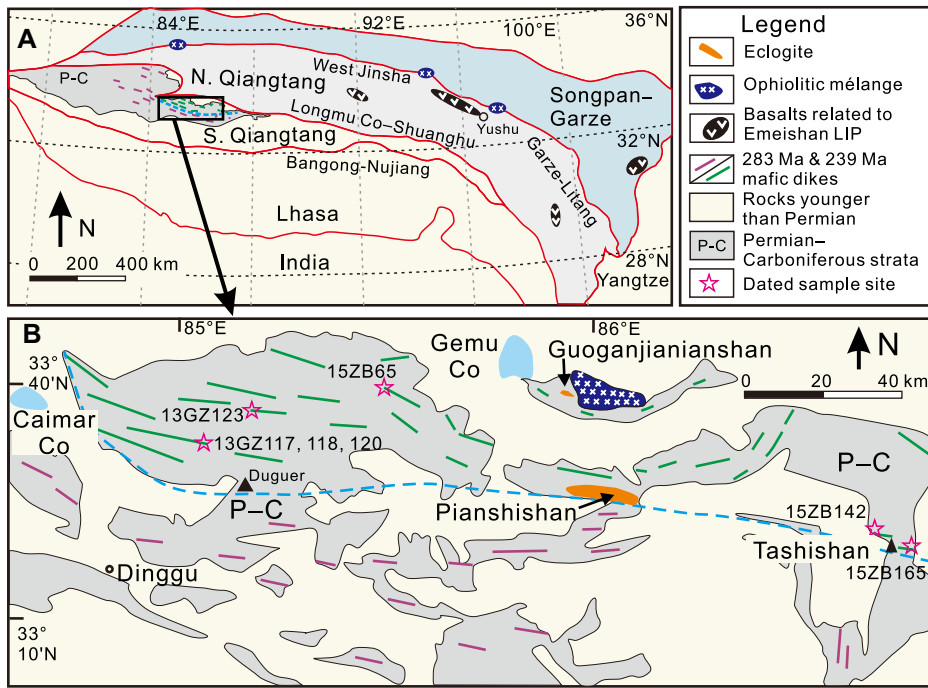 A
84°E
92°E
100°E
36°N
P-C
N. Qiangtang
West Jinsha
Songpan–
Garze
Yushu
Longmu Co–Shuanghu
S. Qiangtang
32°N
Bangong-Nujiang
Garze-Litang
N
Lhasa
0 200 400 km
India
28°N
Yangtze
Legend
Eclogite
Ophiolitic mélange
Basalts related to
Emeishan LIP
283 Ma & 239 Ma
mafic dikes
Rocks younger
than Permian
P-C
Permian–
Carboniferous strata
Dated sample site
B
85°E
86°E
N
33°
40'N
Gemu
Co
Guoganjianianshan
0 20 40 km
15ZB65
Caimar
Co
13GZ123
13GZ117, 118, 120
Duguer
P–C
P–C
Pianshishan
15ZB142
Tashishan
15ZB165
Dinggu
33°
10'N